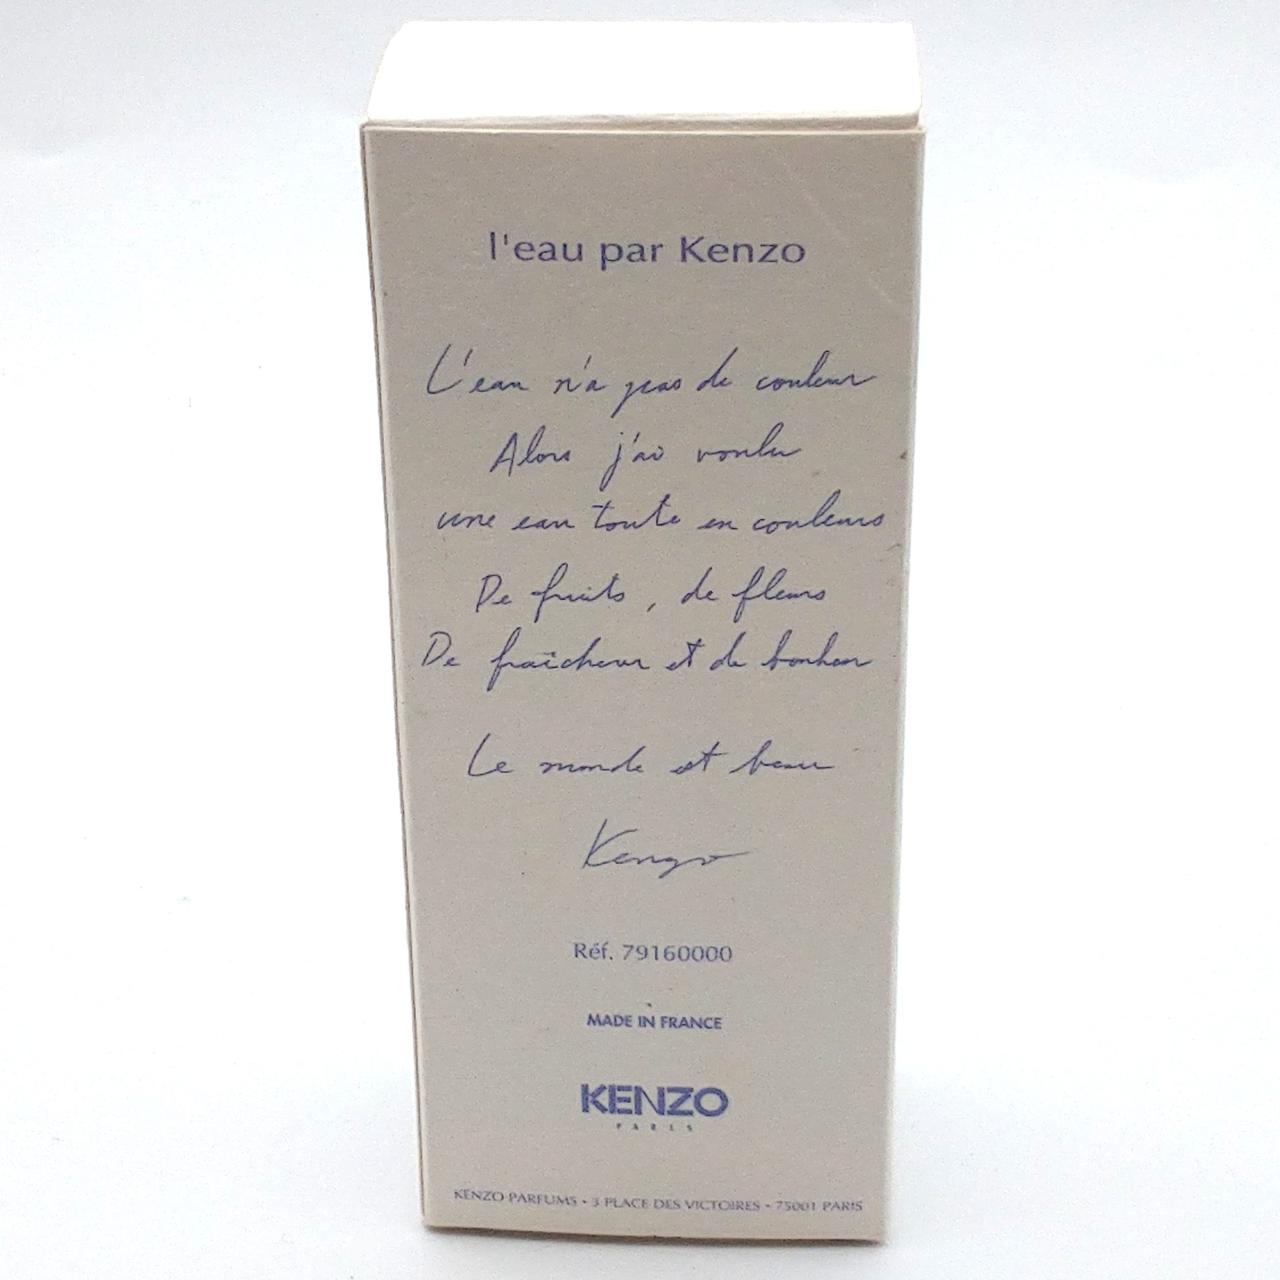 l'eau par Kenzo
L'eau n'a pas de couleur
Alors j'ai voulu
une eau toute en couleurs
De fruits, de fleurs
De fraîcheur et de bonheur
Le monde est beau
Kenzo
Réf. 79160000
MADE IN FRANCE
KENZO
PARIS
KENZO PARFUMS • 3 PLACE DES VICTOIRES • 75001 PARIS